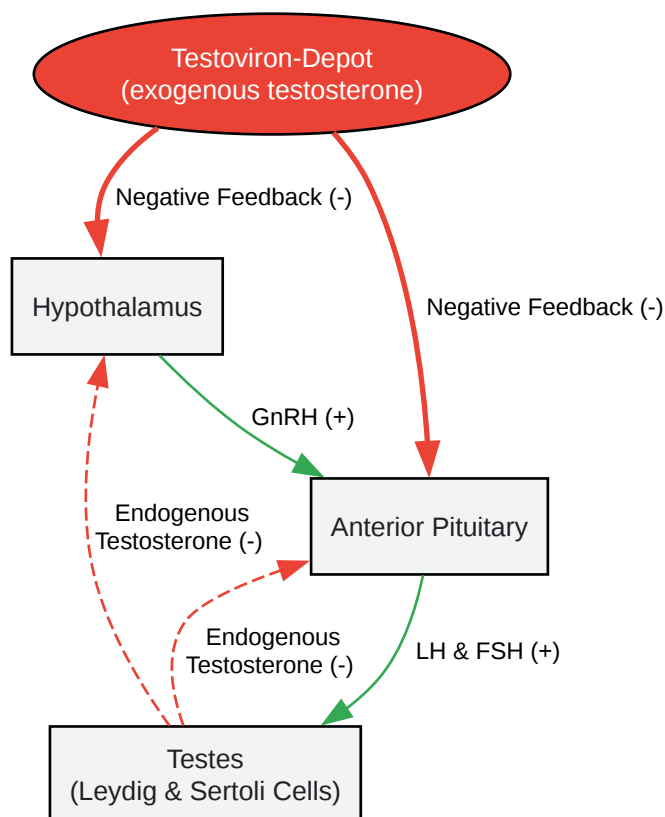 Testoviron-Depot
(exogenous testosterone)
Negative Feedback (-)
Hypothalamus
Negative Feedback (-)
GnRH (+)
Anterior Pituitary
Endogenous
Testosterone (-)
Endogenous
Testosterone (-)
LH & FSH (+)
Testes
(Leydig & Sertoli Cells)